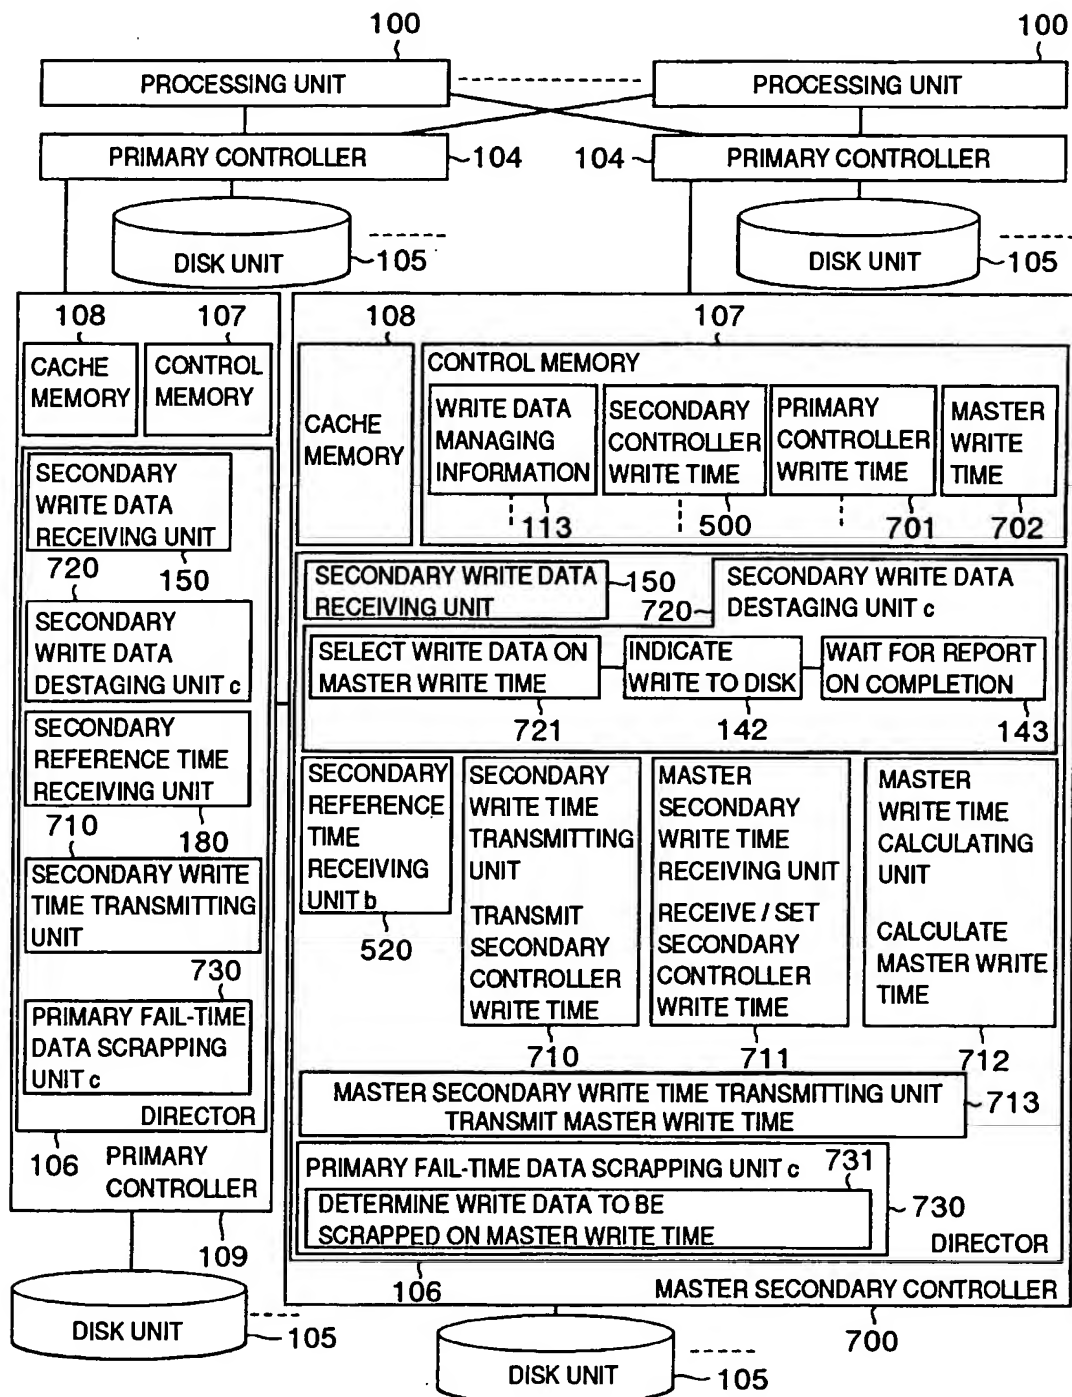 100
100
PROCESSING UNIT
PROCESSING UNIT
PRIMARY CONTROLLER
104
104
PRIMARY CONTROLLER
DISK UNIT
105
DISK UNIT
105
108
107
CACHE
MEMORY
CONTROL
MEMORY
SECONDARY
WRITE DATA
RECEIVING UNIT
720
150
SECONDARY
WRITE DATA
DESTAGING UNIT c
SECONDARY
REFERENCE TIME
RECEIVING UNIT
710
180
SECONDARY WRITE
TIME TRANSMITTING
UNIT
730
PRIMARY FAIL-TIME
DATA SCRAPPING
UNIT c
DIRECTOR
106
PRIMARY
CONTROLLER
109
DISK UNIT
105
108
107
CACHE
MEMORY
CONTROL MEMORY
WRITE DATA
MANAGING
INFORMATION
113
SECONDARY
CONTROLLER
WRITE TIME
500
PRIMARY
CONTROLLER
WRITE TIME
701
MASTER
WRITE
TIME
702
SECONDARY WRITE DATA
RECEIVING UNIT
150
720
SECONDARY WRITE DATA
DESTAGING UNIT c
SELECT WRITE DATA ON
MASTER WRITE TIME
721
INDICATE
WRITE TO DISK
142
WAIT FOR REPORT
ON COMPLETION
143
SECONDARY
REFERENCE
TIME
RECEIVING
UNIT b
520
SECONDARY
WRITE TIME
TRANSMITTING
UNIT
TRANSMIT
SECONDARY
CONTROLLER
WRITE TIME
710
MASTER
SECONDARY
WRITE TIME
RECEIVING UNIT
RECEIVE / SET
SECONDARY
CONTROLLER
WRITE TIME
711
MASTER
WRITE TIME
CALCULATING
UNIT
CALCULATE
MASTER WRITE
TIME
712
MASTER SECONDARY WRITE TIME TRANSMITTING UNIT
TRANSMIT MASTER WRITE TIME
713
PRIMARY FAIL-TIME DATA SCRAPPING UNIT c
731
DETERMINE WRITE DATA TO BE
SCRAPPED ON MASTER WRITE TIME
730
DIRECTOR
106
MASTER SECONDARY CONTROLLER
700
DISK UNIT
105